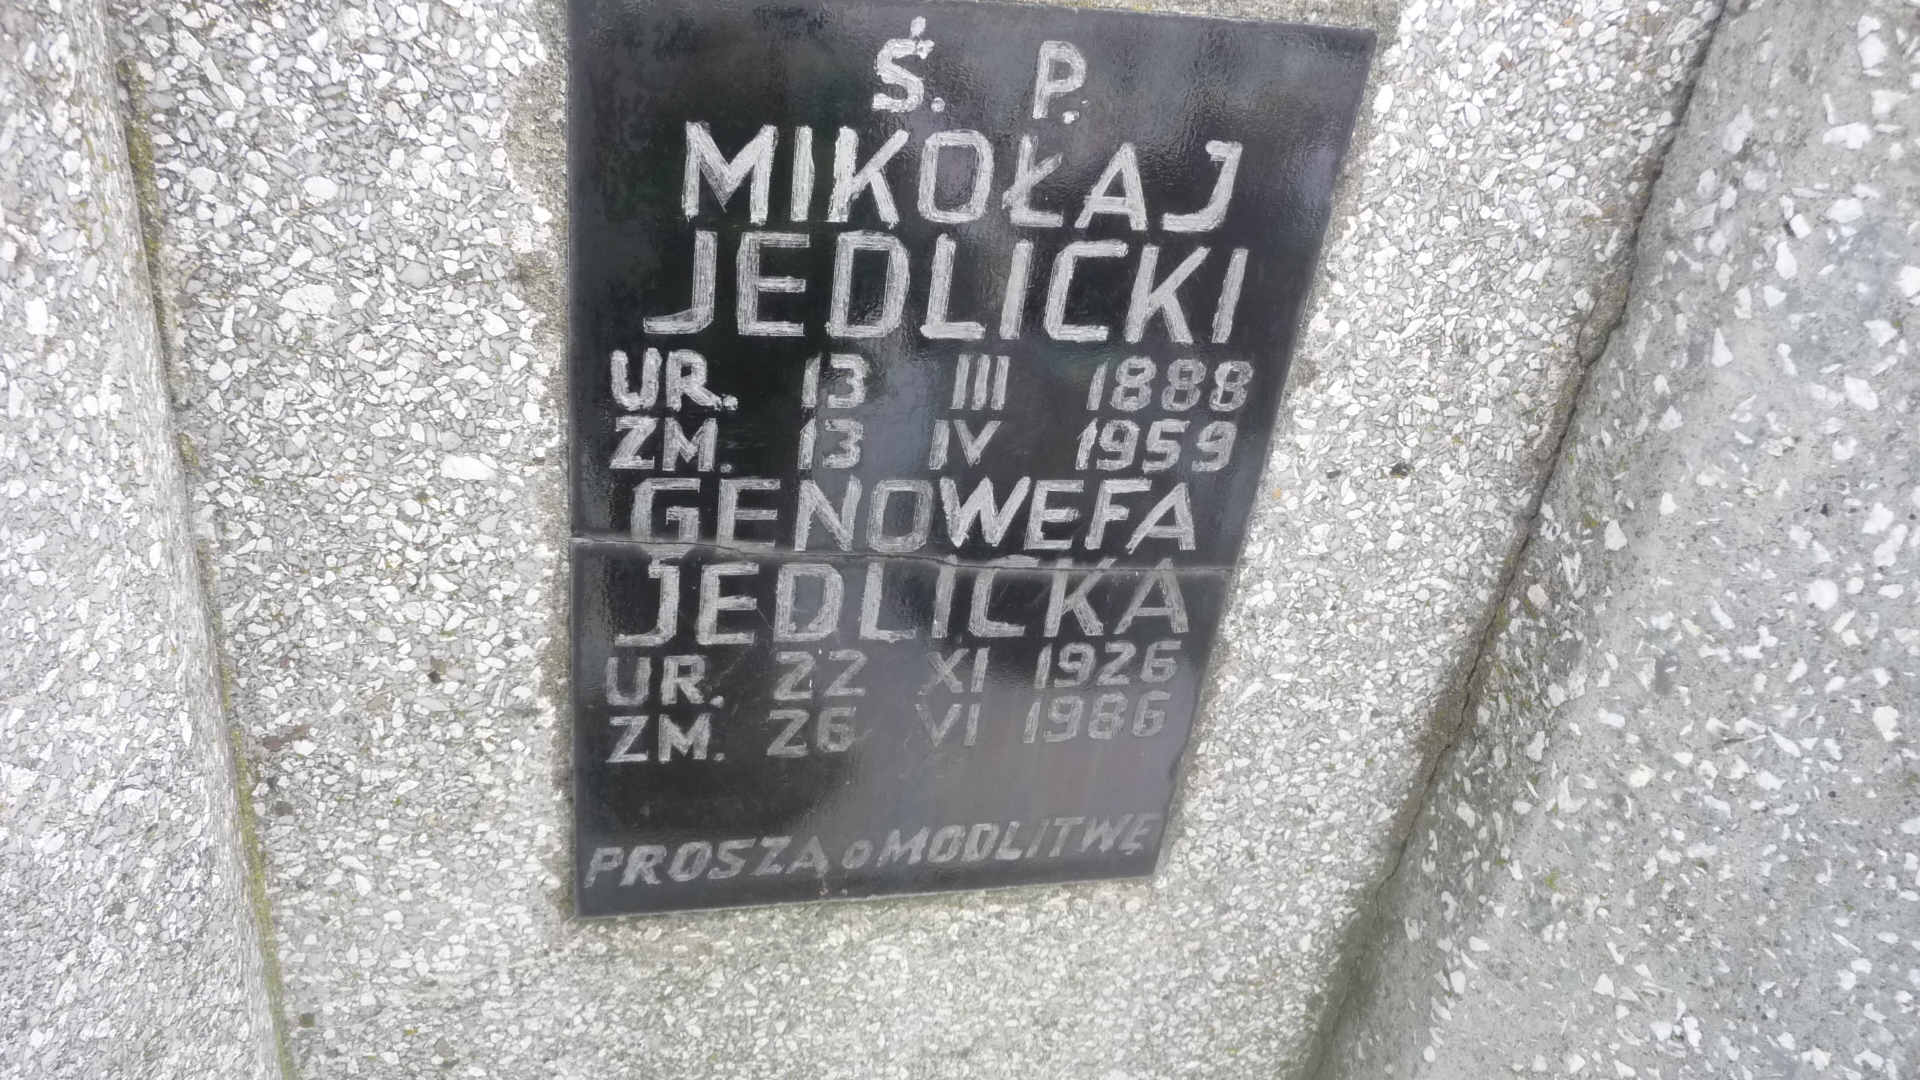 Ś. P.
MIKOŁAJ
JEDLICKI
UR. 13 III 1888
ZM. 13 IV 1959
GENOWEFA
JEDLICKA
UR. 22 XI 1926
ZM. 26 VI 1986
PROSZĄ o MODLITWĘ